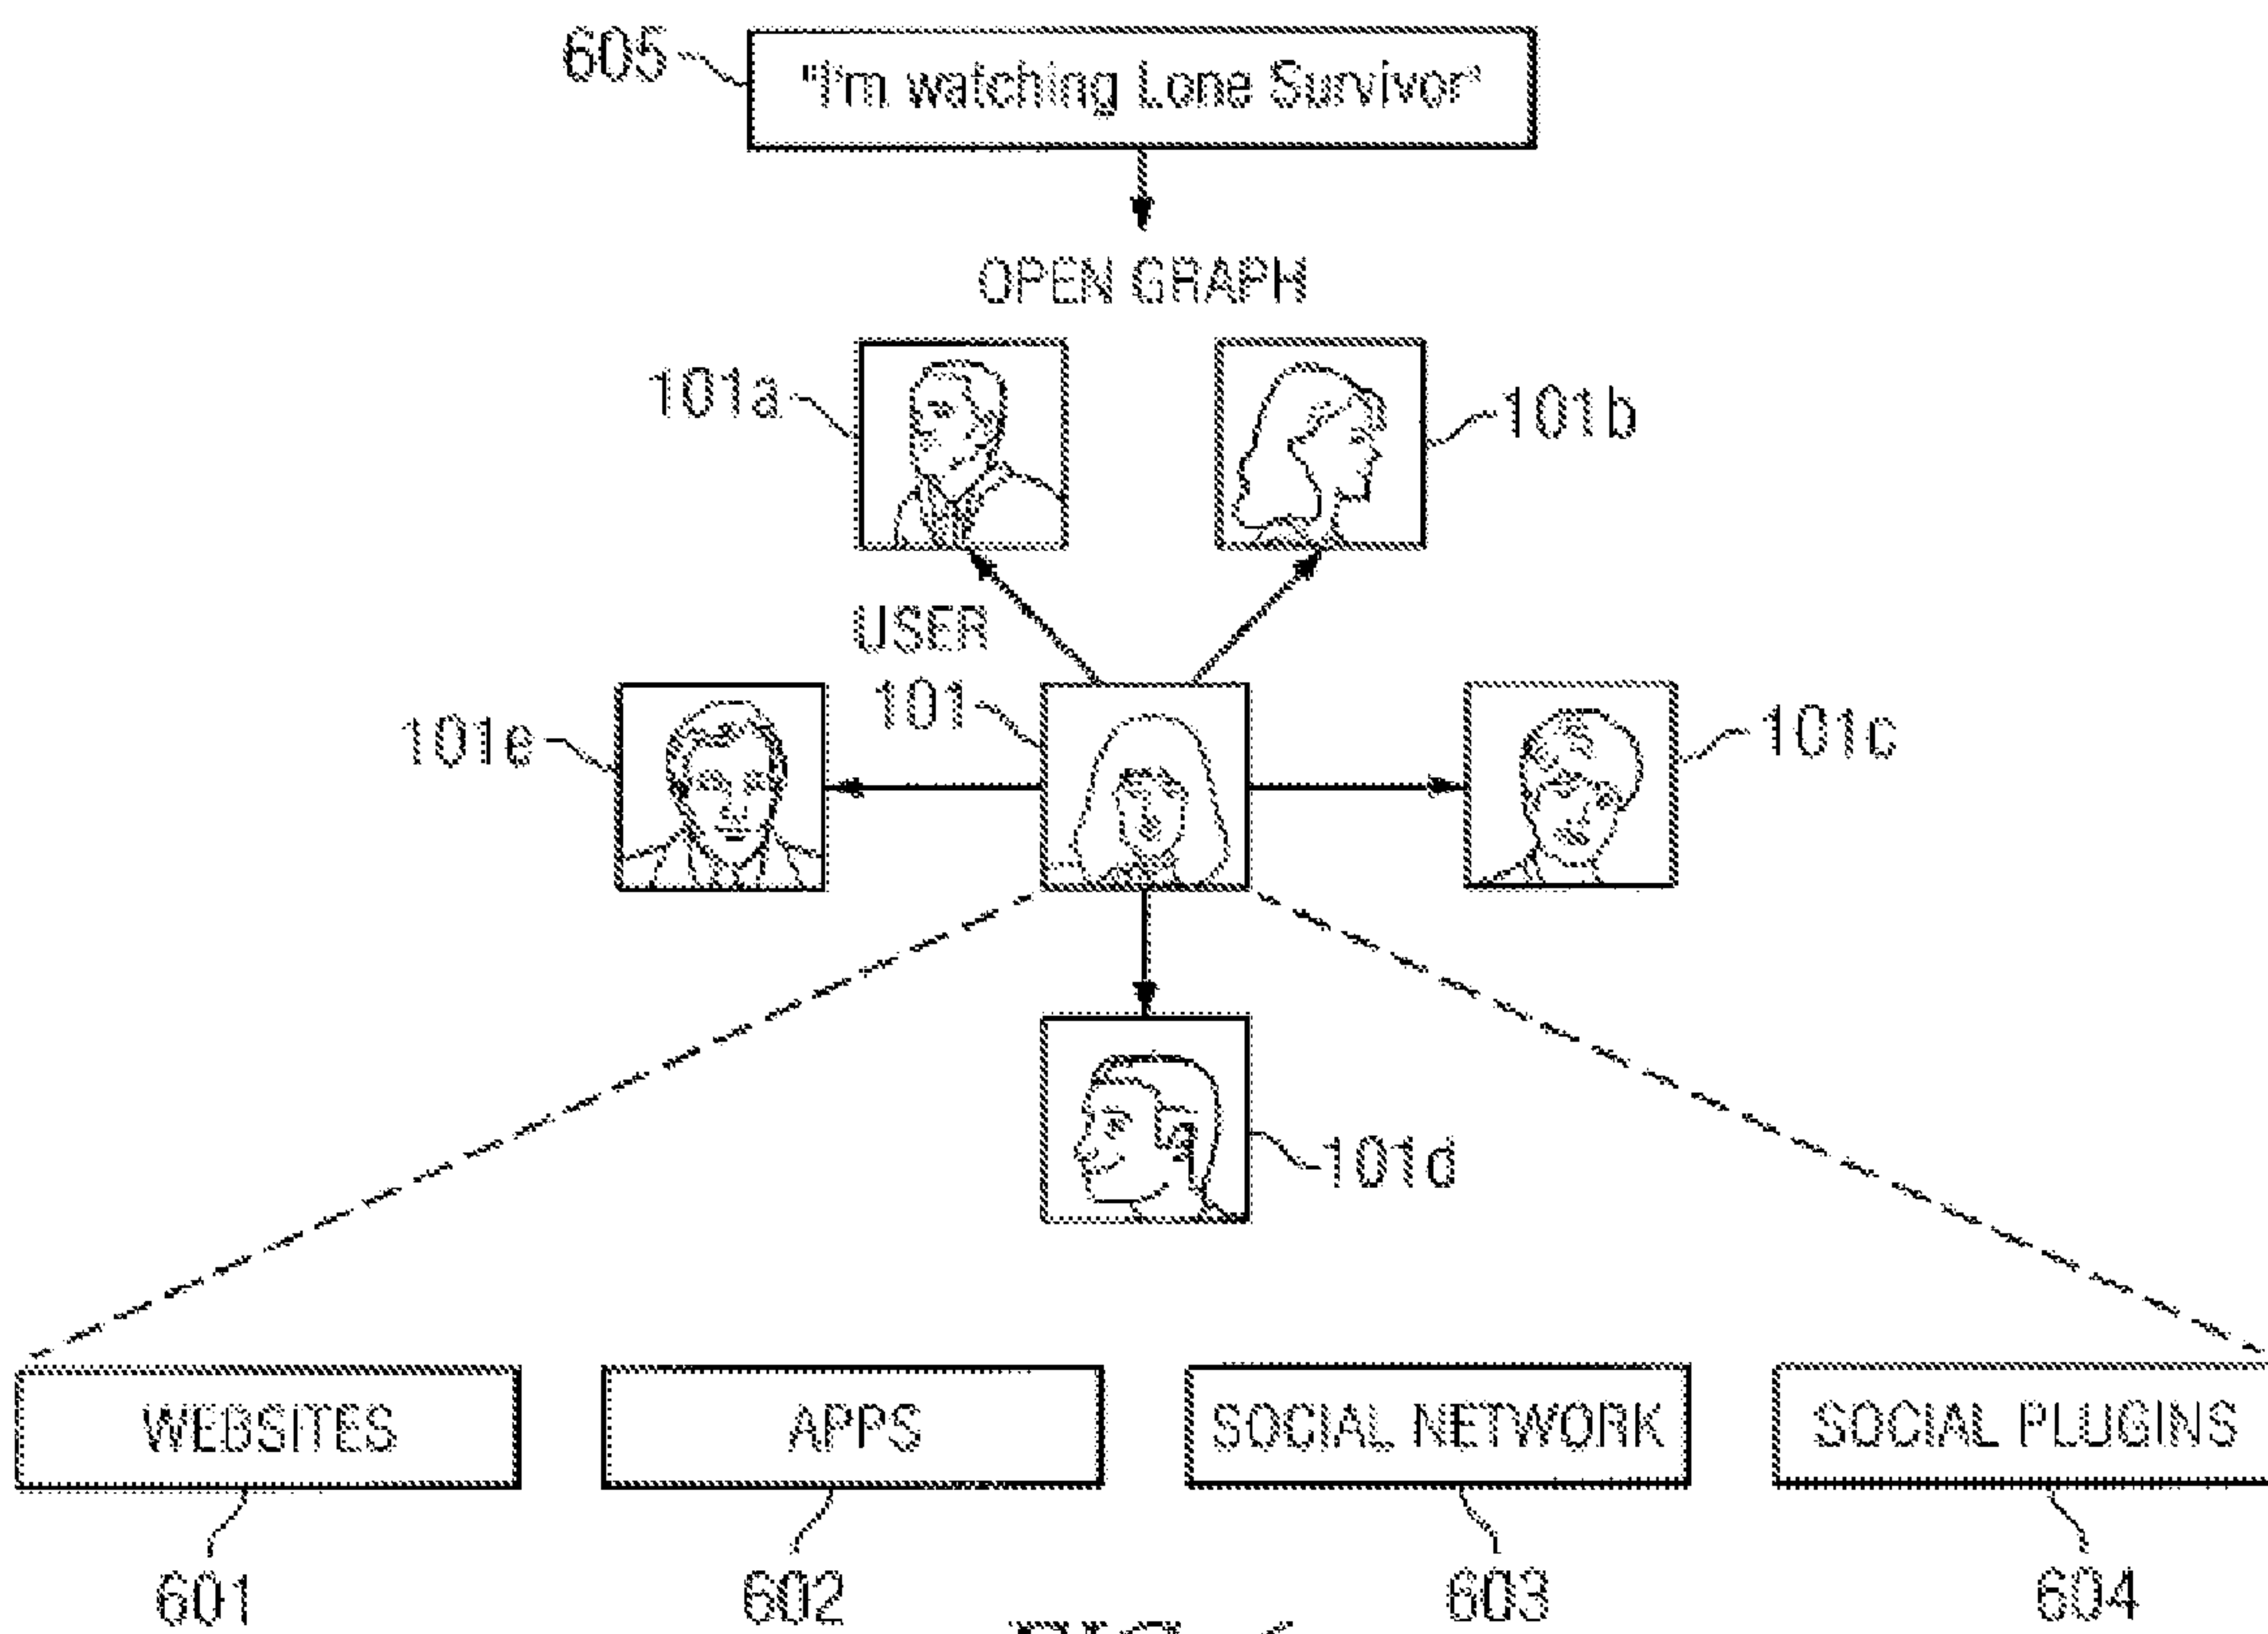 605
"I'm watching Lone Survivor"
OPEN GRAPH
101a
101b
USER
101
101e
101c
101d
WEBSITES
APPS
SOCIAL NETWORK
SOCIAL PLUGINS
601
602
603
604